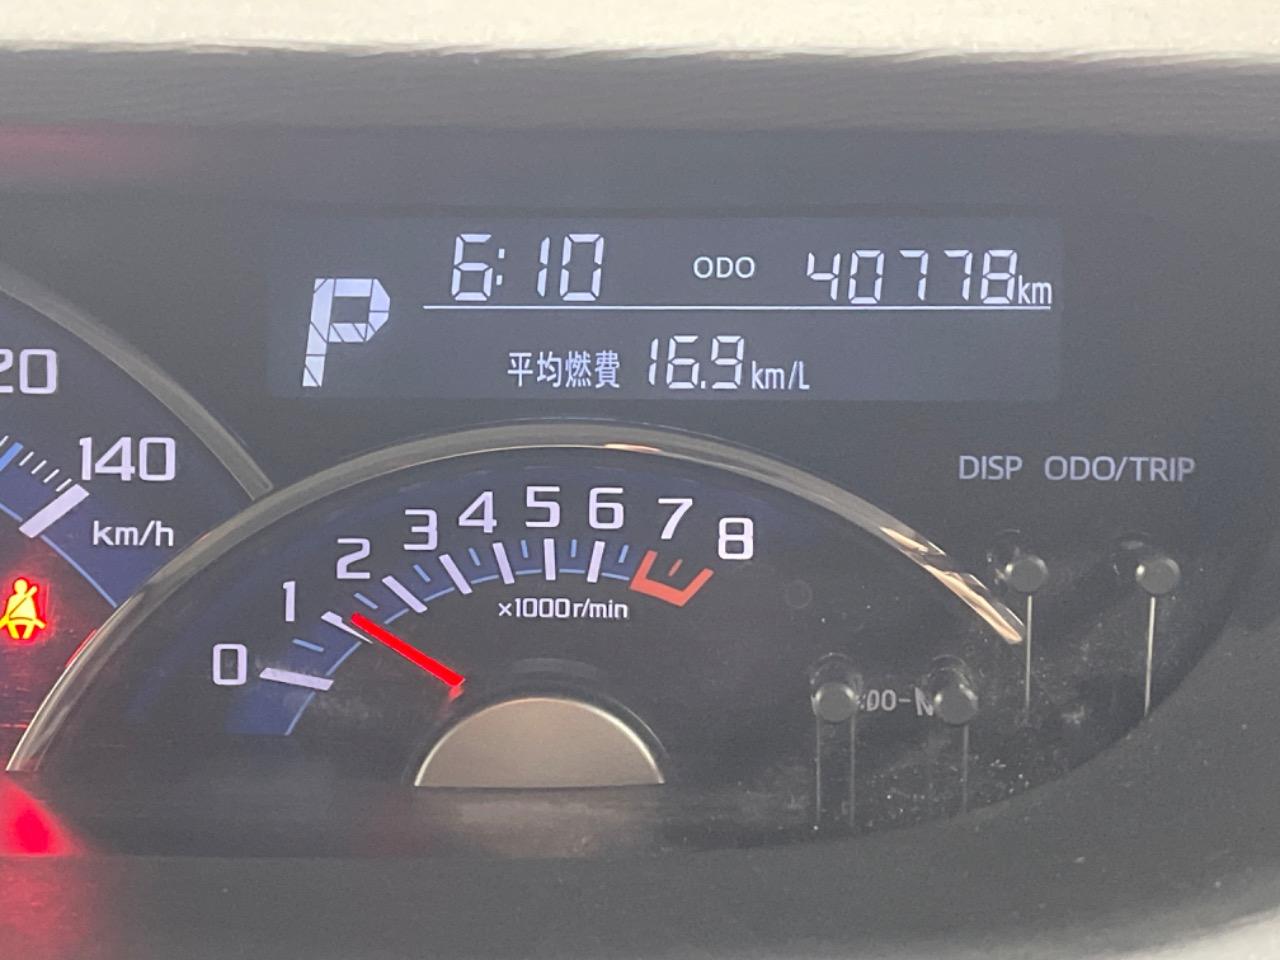 6:10 ODO 40778km
P
平均燃費 16.9km/L
20
140
km/h
DISP ODO/TRIP
0 1 2 3 4 5 6 7 8
×1000r/min